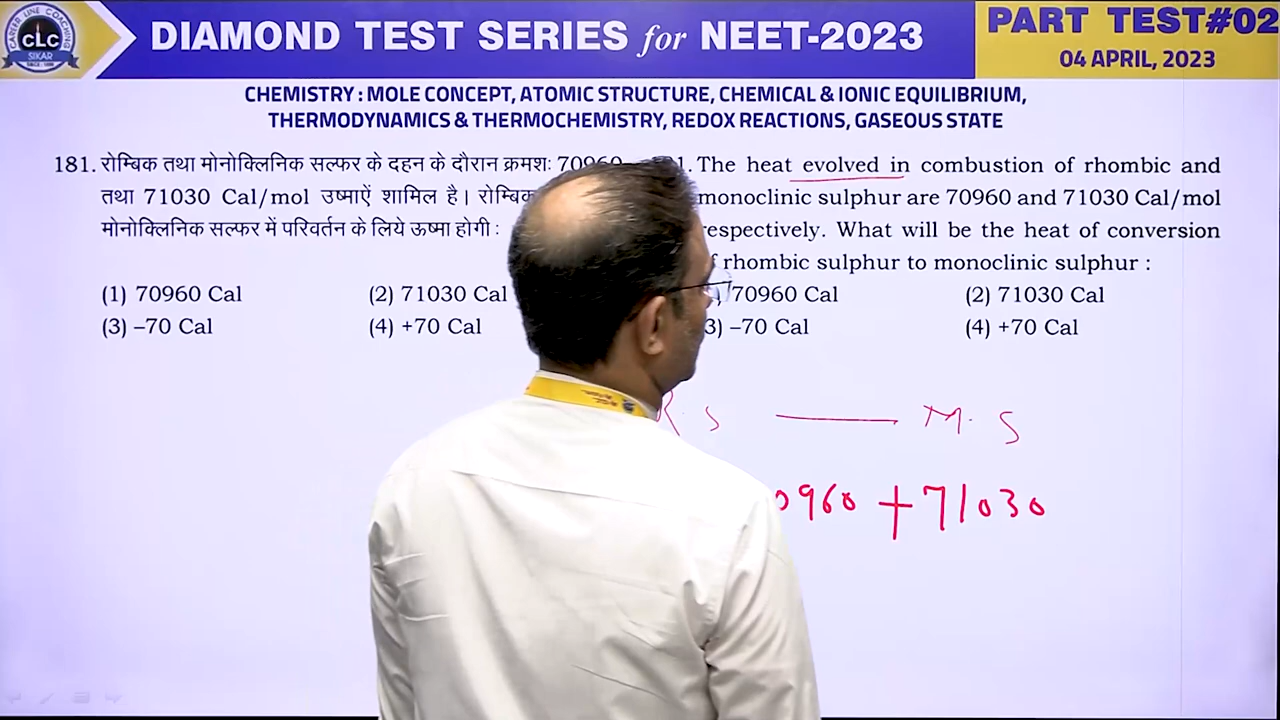 CAREER LINE COACHING
CLC
SIKAR
SINCE : 1996
DIAMOND TEST SERIES for NEET-2023
PART TEST#02
04 APRIL, 2023
CHEMISTRY : MOLE CONCEPT, ATOMIC STRUCTURE, CHEMICAL & IONIC EQUILIBRIUM,
THERMODYNAMICS & THERMOCHEMISTRY, REDOX REACTIONS, GASEOUS STATE
181. रोम्बिक तथा मोनोक्लिनिक सल्फर के दहन के दौरान क्रमशः 70960
तथा 71030 Cal/mol उष्माऐं शामिल है। रोम्बिक
मोनोक्लिनिक सल्फर में परिवर्तन के लिये ऊष्मा होगी :
(1) 70960 Cal (2) 71030 Cal
(3) –70 Cal (4) +70 Cal
The heat evolved in combustion of rhombic and
monoclinic sulphur are 70960 and 71030 Cal/mol
respectively. What will be the heat of conversion
rhombic sulphur to monoclinic sulphur :
70960 Cal (2) 71030 Cal
3) –70 Cal (4) +70 Cal
R. S — M. S
0960 + 71030